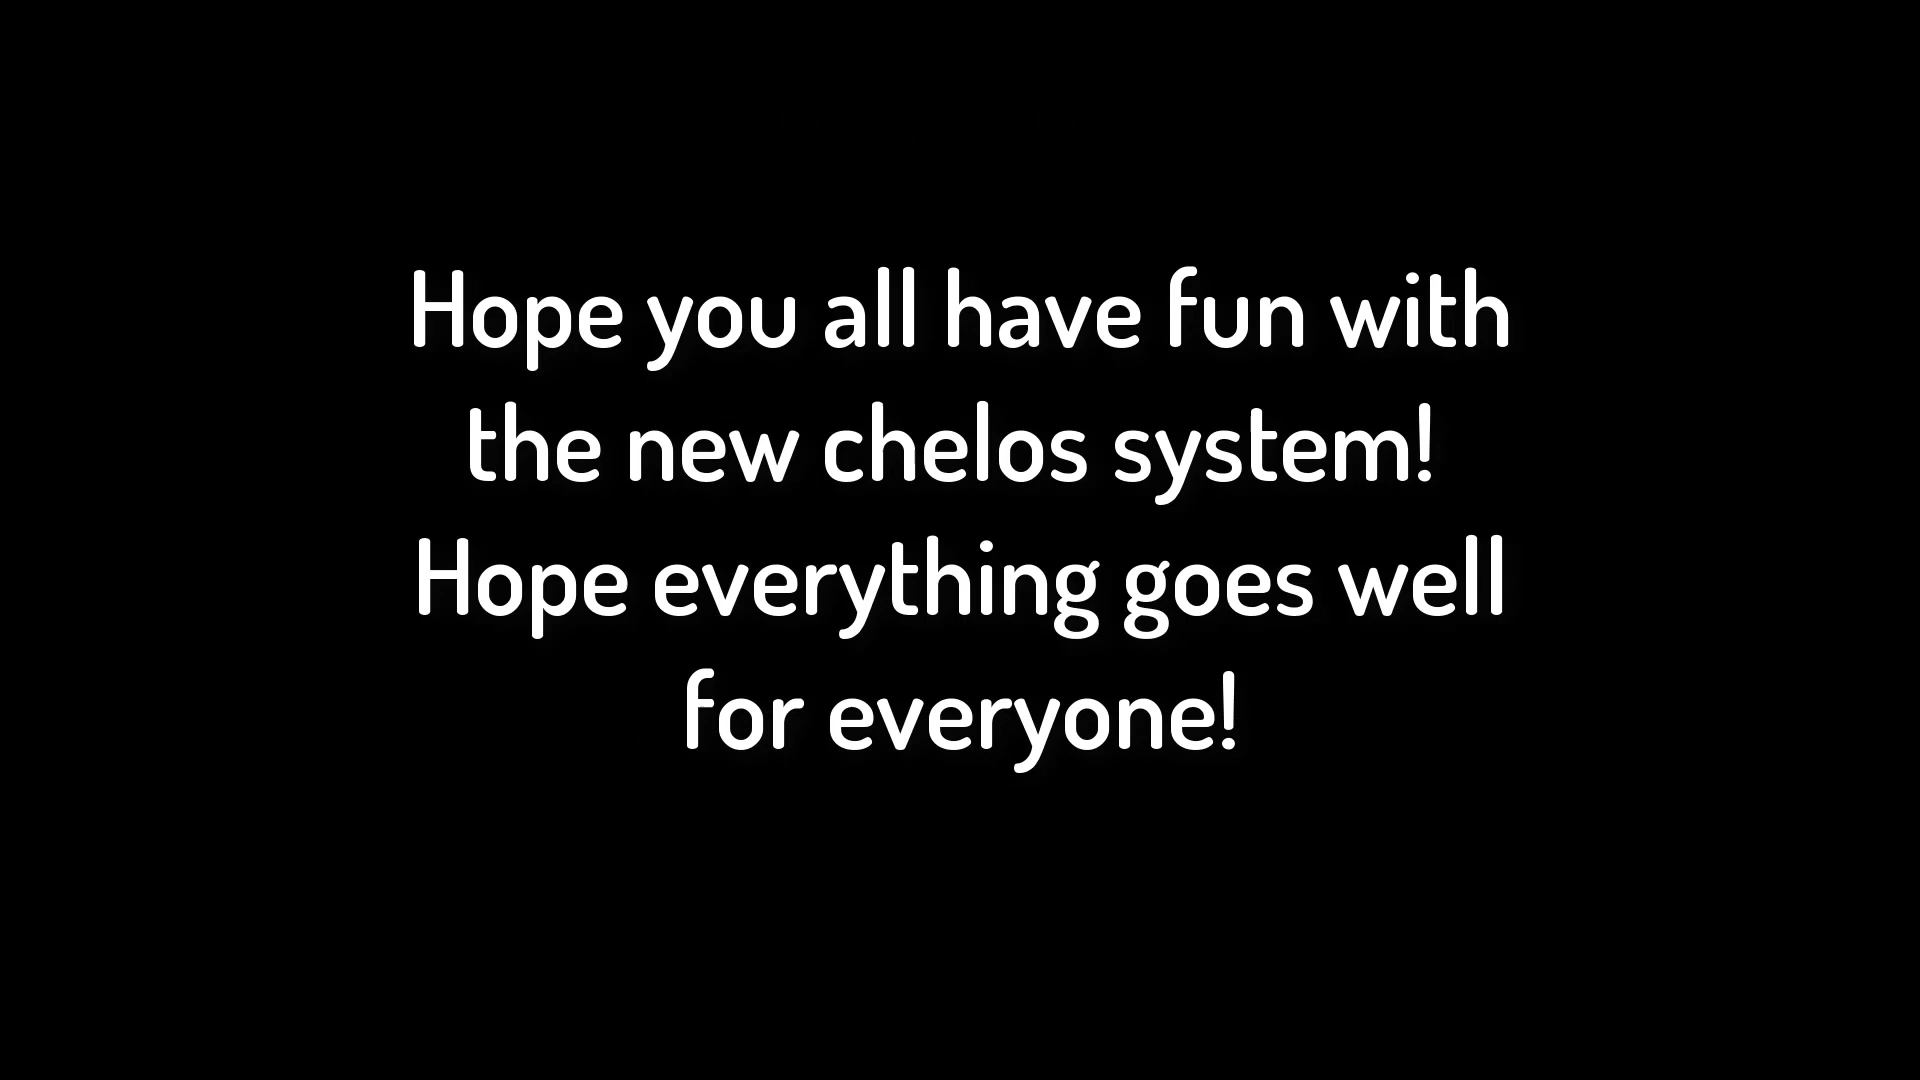 Hope you all have fun with
the new chelos system!
Hope everything goes well
for everyone!